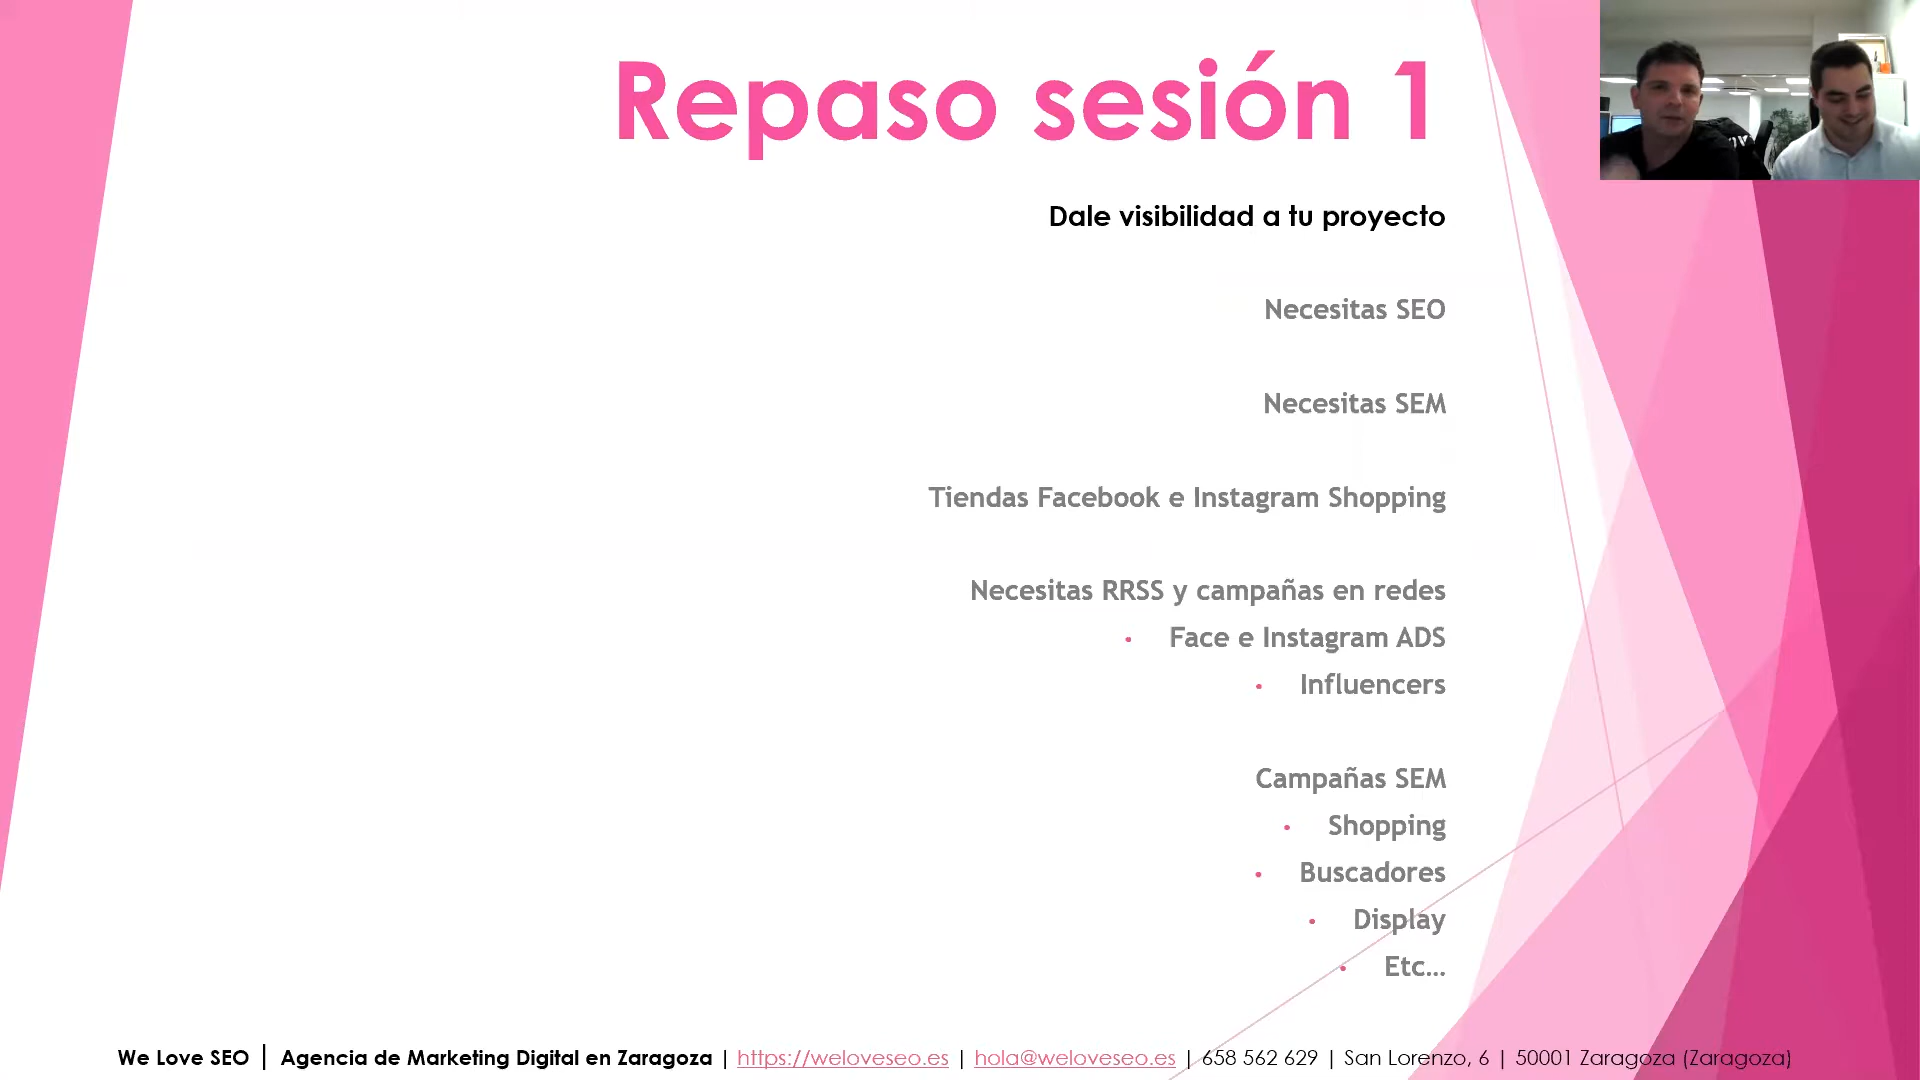 Repaso sesión 1
Dale visibilidad a tu proyecto
Necesitas SEO
Necesitas SEM
Tiendas Facebook e Instagram Shopping
Necesitas RRSS y campañas en redes
• Face e Instagram ADS
• Influencers
Campañas SEM
• Shopping
• Buscadores
• Display
• Etc...
We Love SEO | Agencia de Marketing Digital en Zaragoza | https://weloveseo.es | hola@weloveseo.es | 658 562 629 | San Lorenzo, 6 | 50001 Zaragoza (Zaragoza)